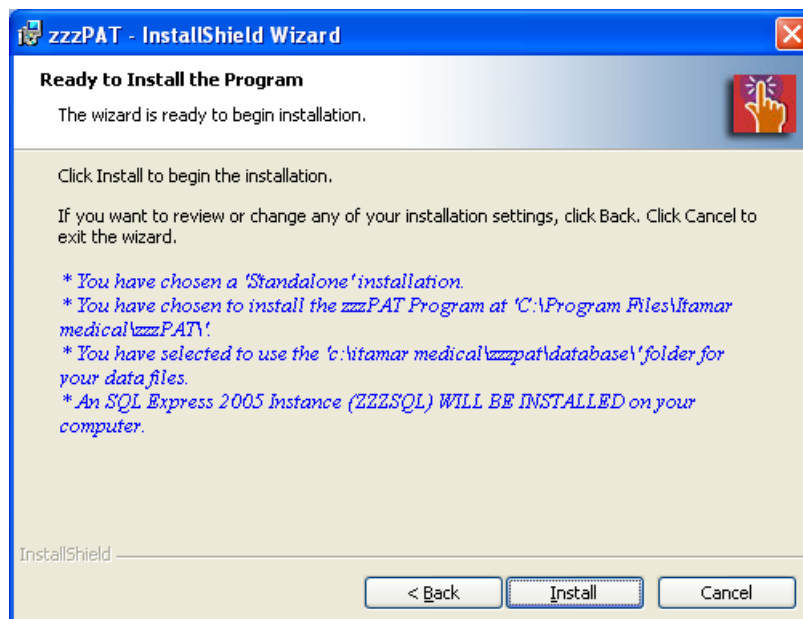 zzzPAT - InstallShield Wizard
Ready to Install the Program
The wizard is ready to begin installation.
Click Install to begin the installation.
If you want to review or change any of your installation settings, click Back. Click Cancel to
exit the wizard.
* You have chosen a 'Standalone' installation.
* You have chosen to install the zzzPAT Program at 'C:\Program Files\Itamar
medical\zzzPAT\'.
* You have selected to use the 'c:\itamar medical\zzzpat\database\' folder for
your data files.
* An SQL Express 2005 Instance (ZZZSQL) WILL BE INSTALLED on your
computer.
InstallShield
< Back
Install
Cancel